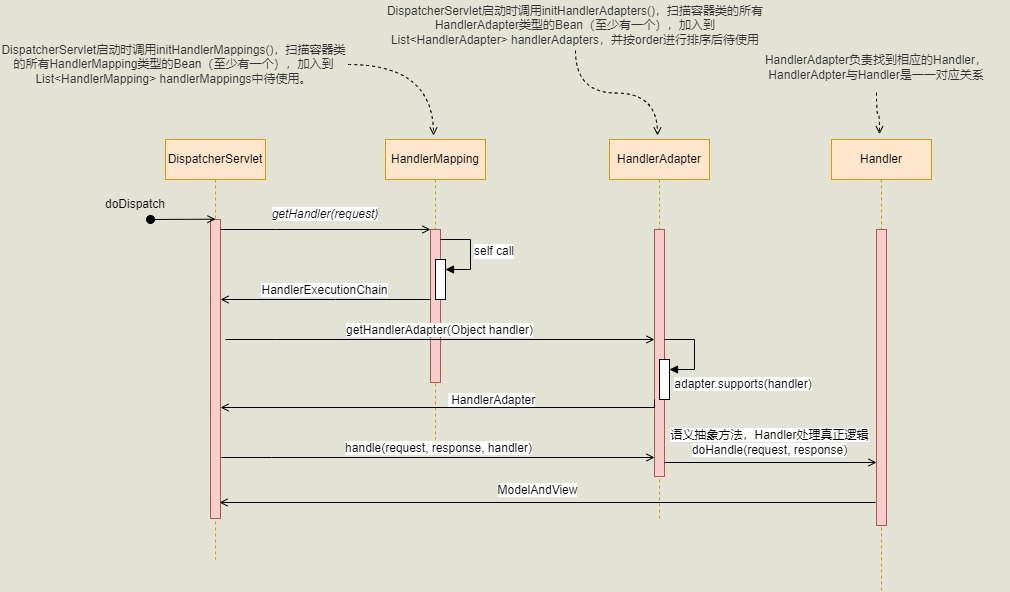 DispatcherServlet启动时调用initHandlerAdapters()，扫描容器类的所有
HandlerAdapter类型的Bean（至少有一个），加入到
List<HandlerAdapter> handlerAdapters，并按order进行排序后待使用
DispatcherServlet启动时调用initHandlerMappings()，扫描容器类
的所有HandlerMapping类型的Bean（至少有一个），加入到
List<HandlerMapping> handlerMappings中待使用。
HandlerAdapter负责找到相应的Handler，
HandlerAdpter与Handler是一一对应关系
DispatcherServlet
HandlerMapping
HandlerAdapter
Handler
doDispatch
getHandler(request)
self call
HandlerExecutionChain
getHandlerAdapter(Object handler)
adapter.supports(handler)
HandlerAdapter
语义抽象方法，Handler处理真正逻辑
handle(request, response, handler)
doHandle(request, response)
ModelAndView